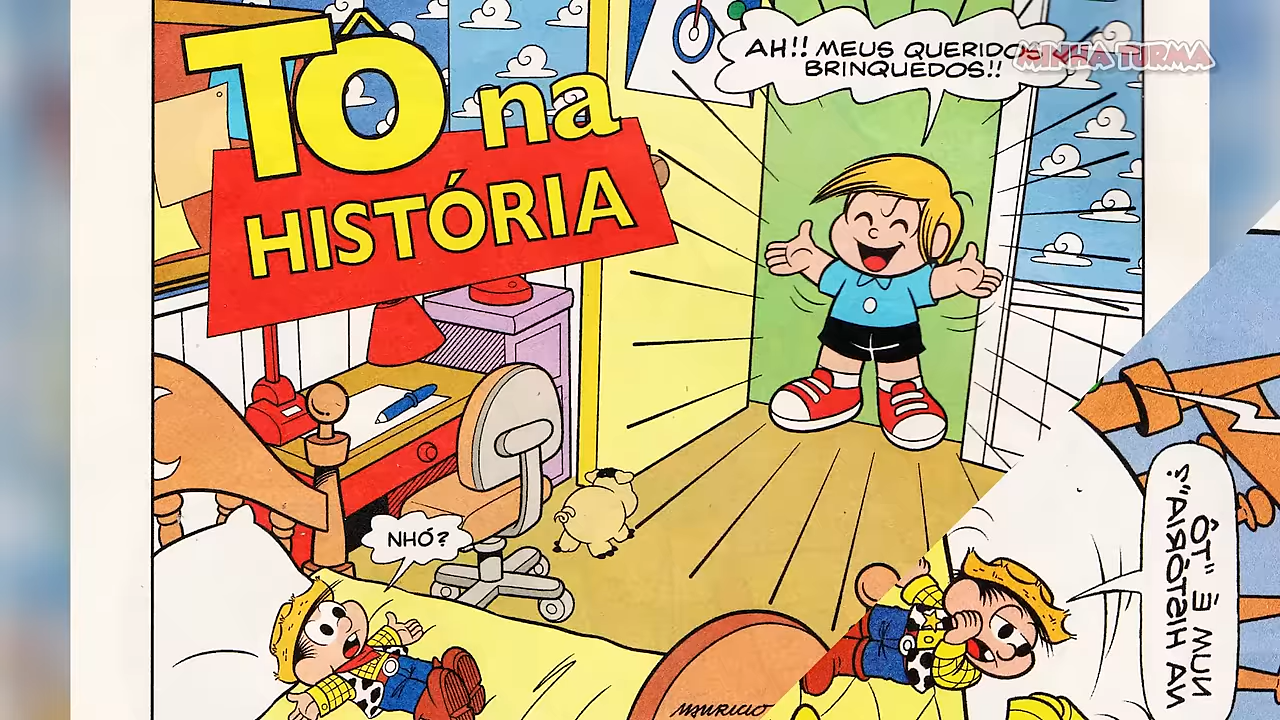 TÔ na
HISTÓRIA
AH!! MEUS QUERIDOS
BRINQUEDOS!!
MINHA TURMA
NHÓ?
NUM É "TÔ
NA HISTÓRIA"?
MAURICIO